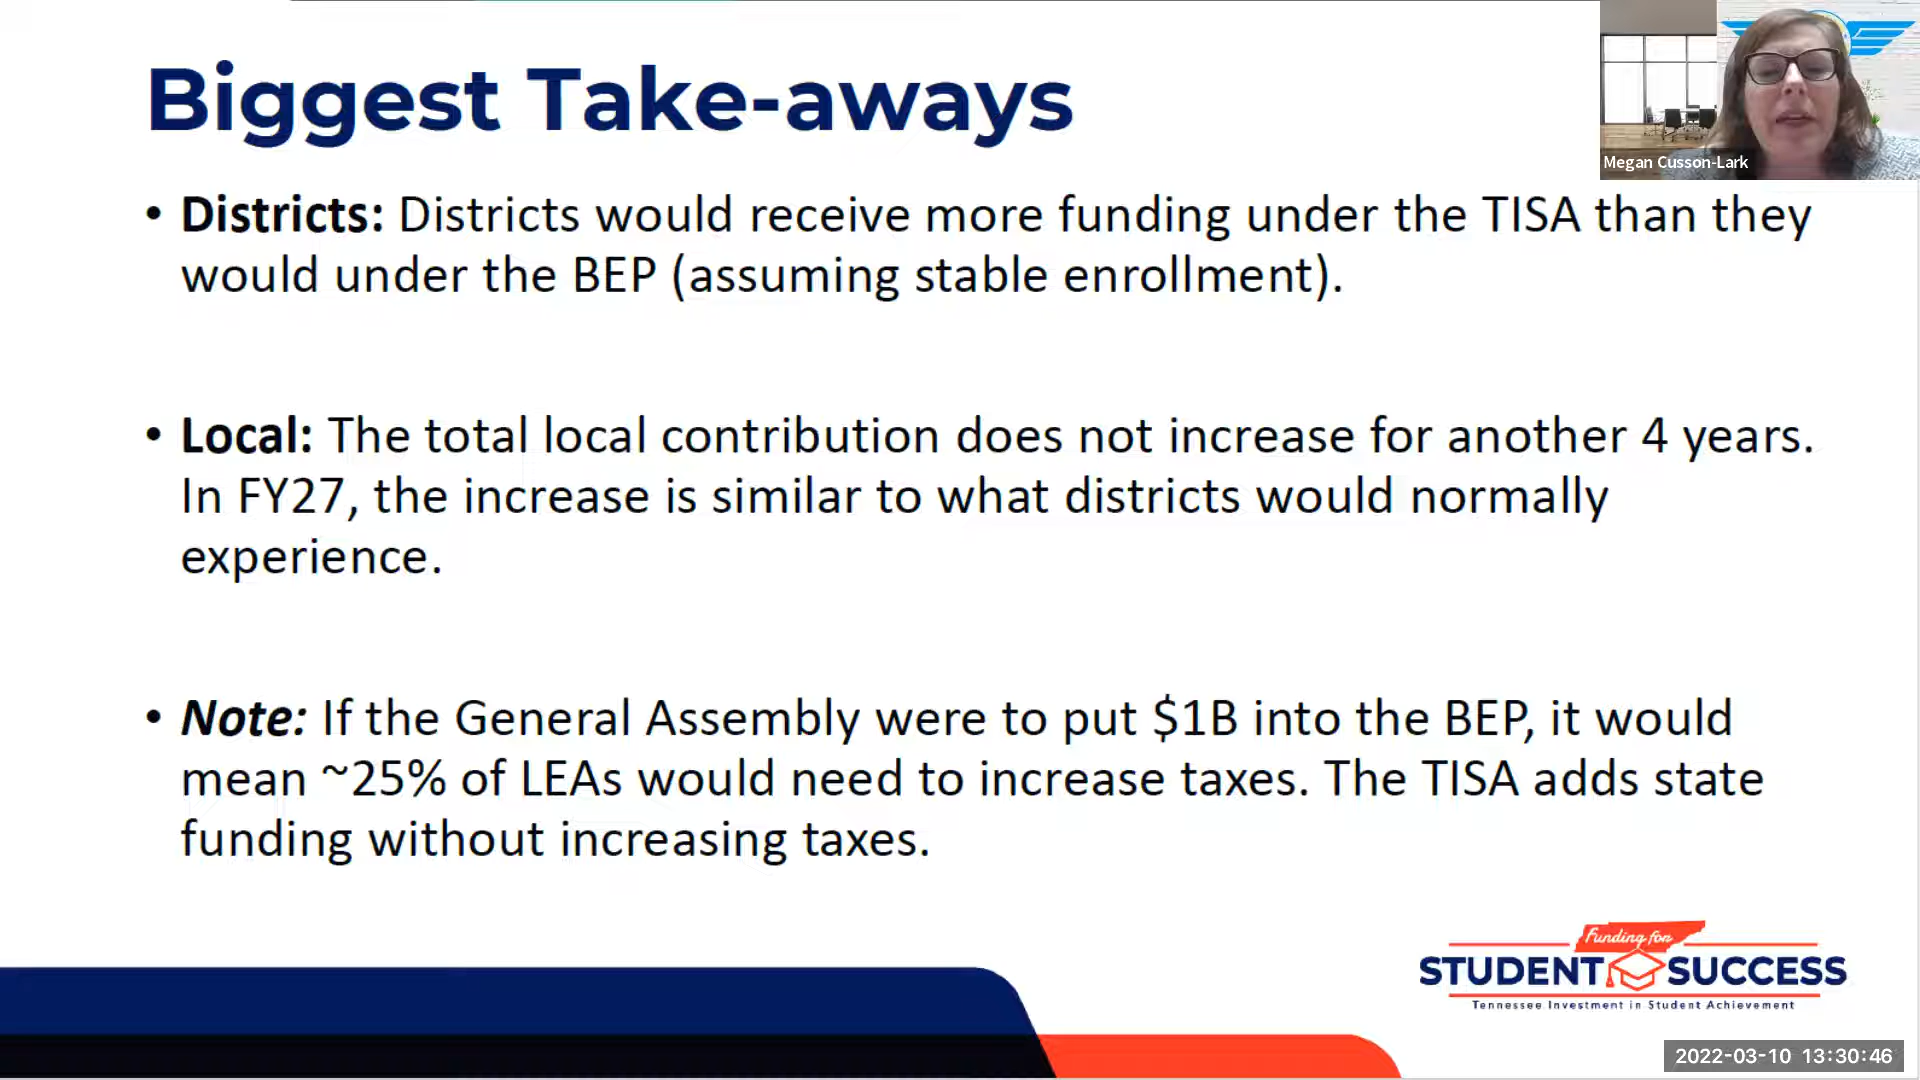 Biggest Take-aways
Megan Cusson-Lark
• Districts: Districts would receive more funding under the TISA than they
would under the BEP (assuming stable enrollment).
• Local: The total local contribution does not increase for another 4 years.
In FY27, the increase is similar to what districts would normally
experience.
• Note: If the General Assembly were to put $1B into the BEP, it would
mean ~25% of LEAs would need to increase taxes. The TISA adds state
funding without increasing taxes.
Funding for
STUDENT SUCCESS
Tennessee Investment in Student Achievement
2022-03-10 13:30:46